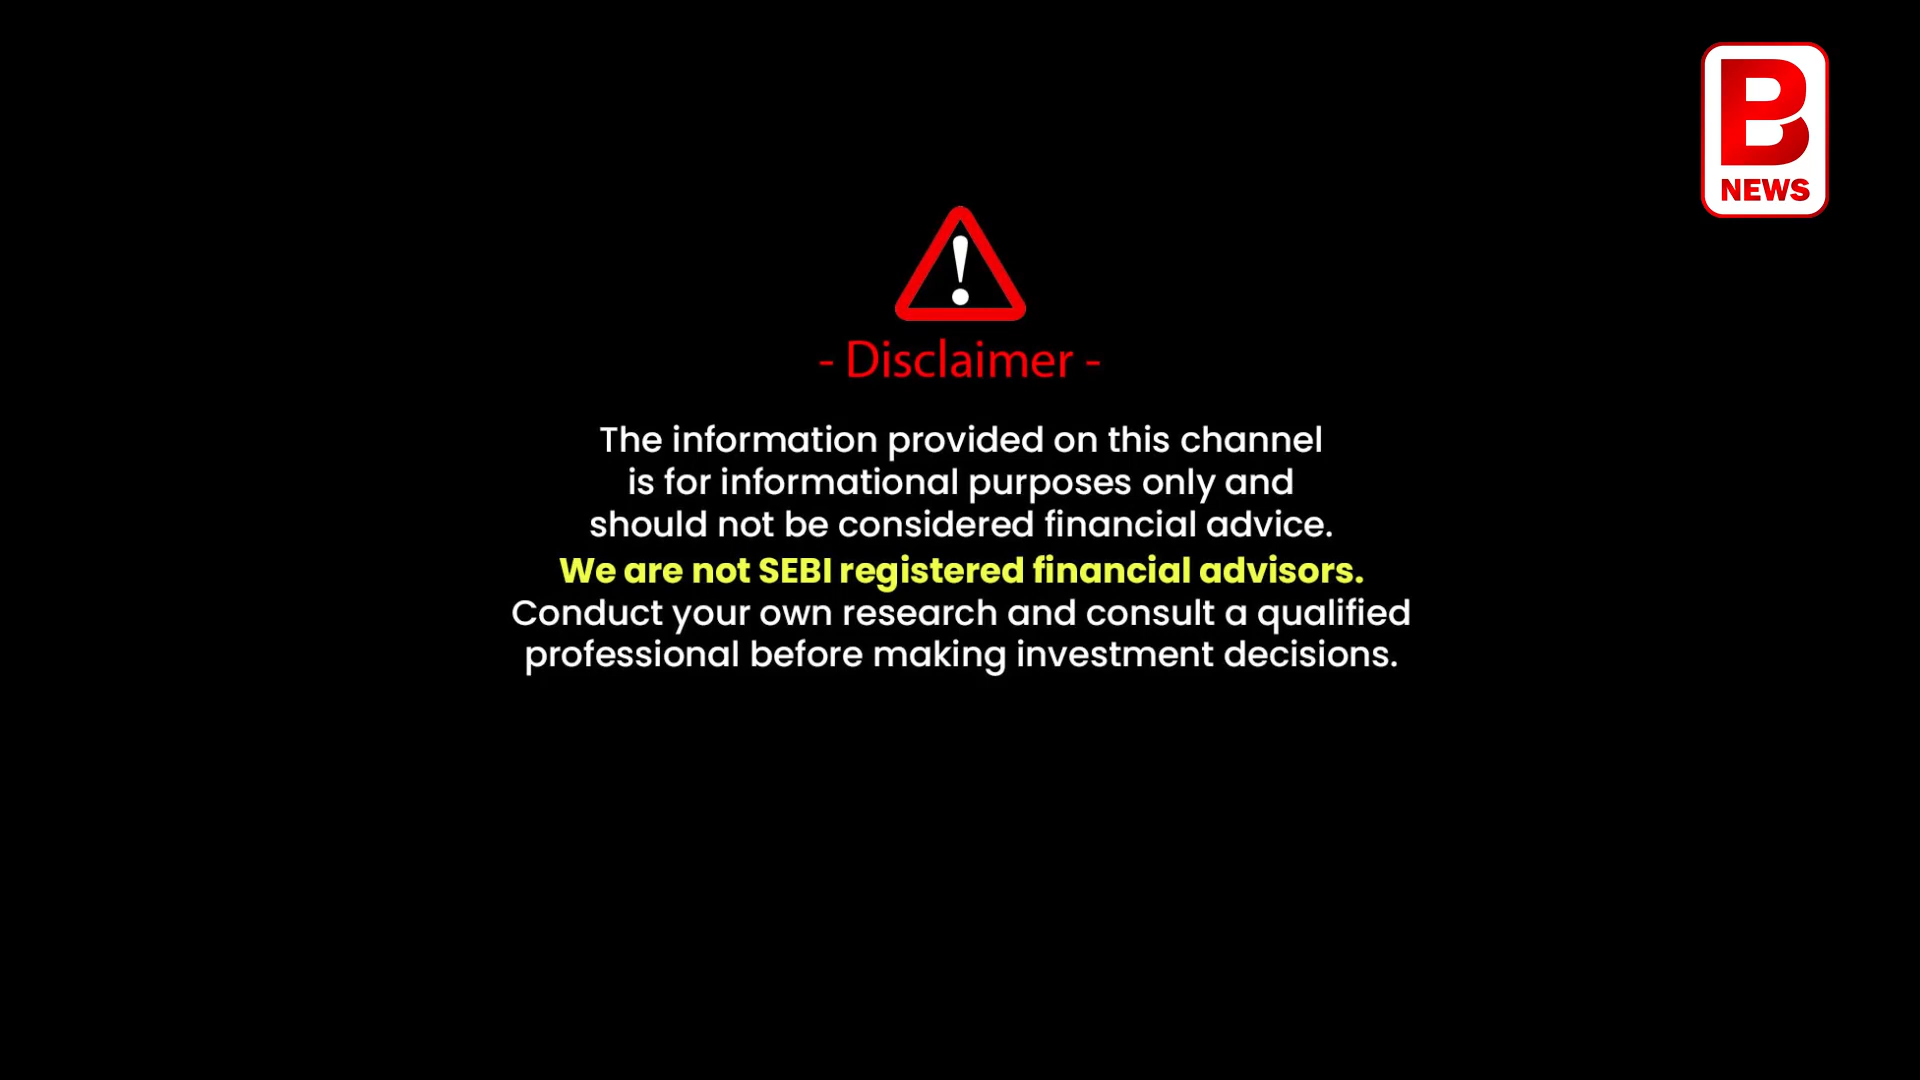 B
NEWS
!
- Disclaimer -
The information provided on this channel
is for informational purposes only and
should not be considered financial advice.
We are not SEBI registered financial advisors.
Conduct your own research and consult a qualified
professional before making investment decisions.